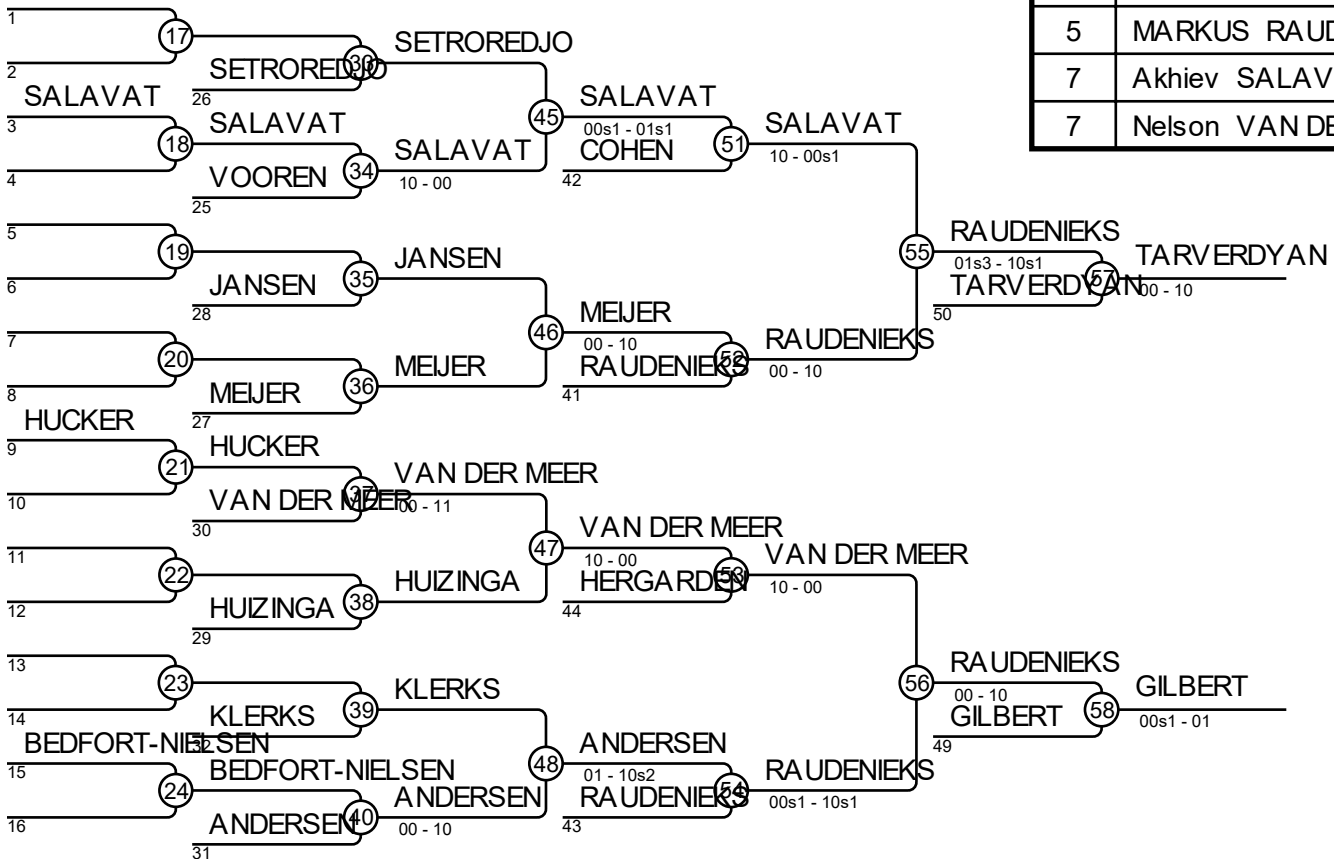 1
17
SETROREDJO
2
SETROREDJO
33
SALAVAT
26
SALAVAT
3
SALAVAT
45
00s1 - 01s1
SALAVAT
18
SALAVAT
COHEN
51
10 - 00s1
4
VOOREN
34
10 - 00
42
25
5
RAUDENIEKS
19
JANSEN
55
01s3 - 10s1
TARVERDYAN
6
JANSEN
35
TARVERDYAN
57
00 - 10
28
MEIJER
50
7
46
00 - 10
RAUDENIEKS
20
MEIJER
RAUDENIEKS
52
00 - 10
8
MEIJER
36
41
HUCKER
27
9
HUCKER
21
VAN DER MEER
10
VAN DER MEER
37
00 - 11
30
VAN DER MEER
11
47
10 - 00
VAN DER MEER
22
HUIZINGA
HERGARDEN
53
10 - 00
12
HUIZINGA
38
44
29
13
RAUDENIEKS
23
KLERKS
56
00 - 10
GILBERT
14
KLERKS
39
GILBERT
58
00s1 - 01
BEDFORT-NIELSEN
32
ANDERSEN
49
15
BEDFORT-NIELSEN
48
01 - 10s2
RAUDENIEKS
24
ANDERSEN
RAUDENIEKS
54
00s1 - 10s1
16
ANDERSEN
40
00 - 10
43
31
5 MARKUS RAUD
7 Akhiev SALAV
7 Nelson VAN DE